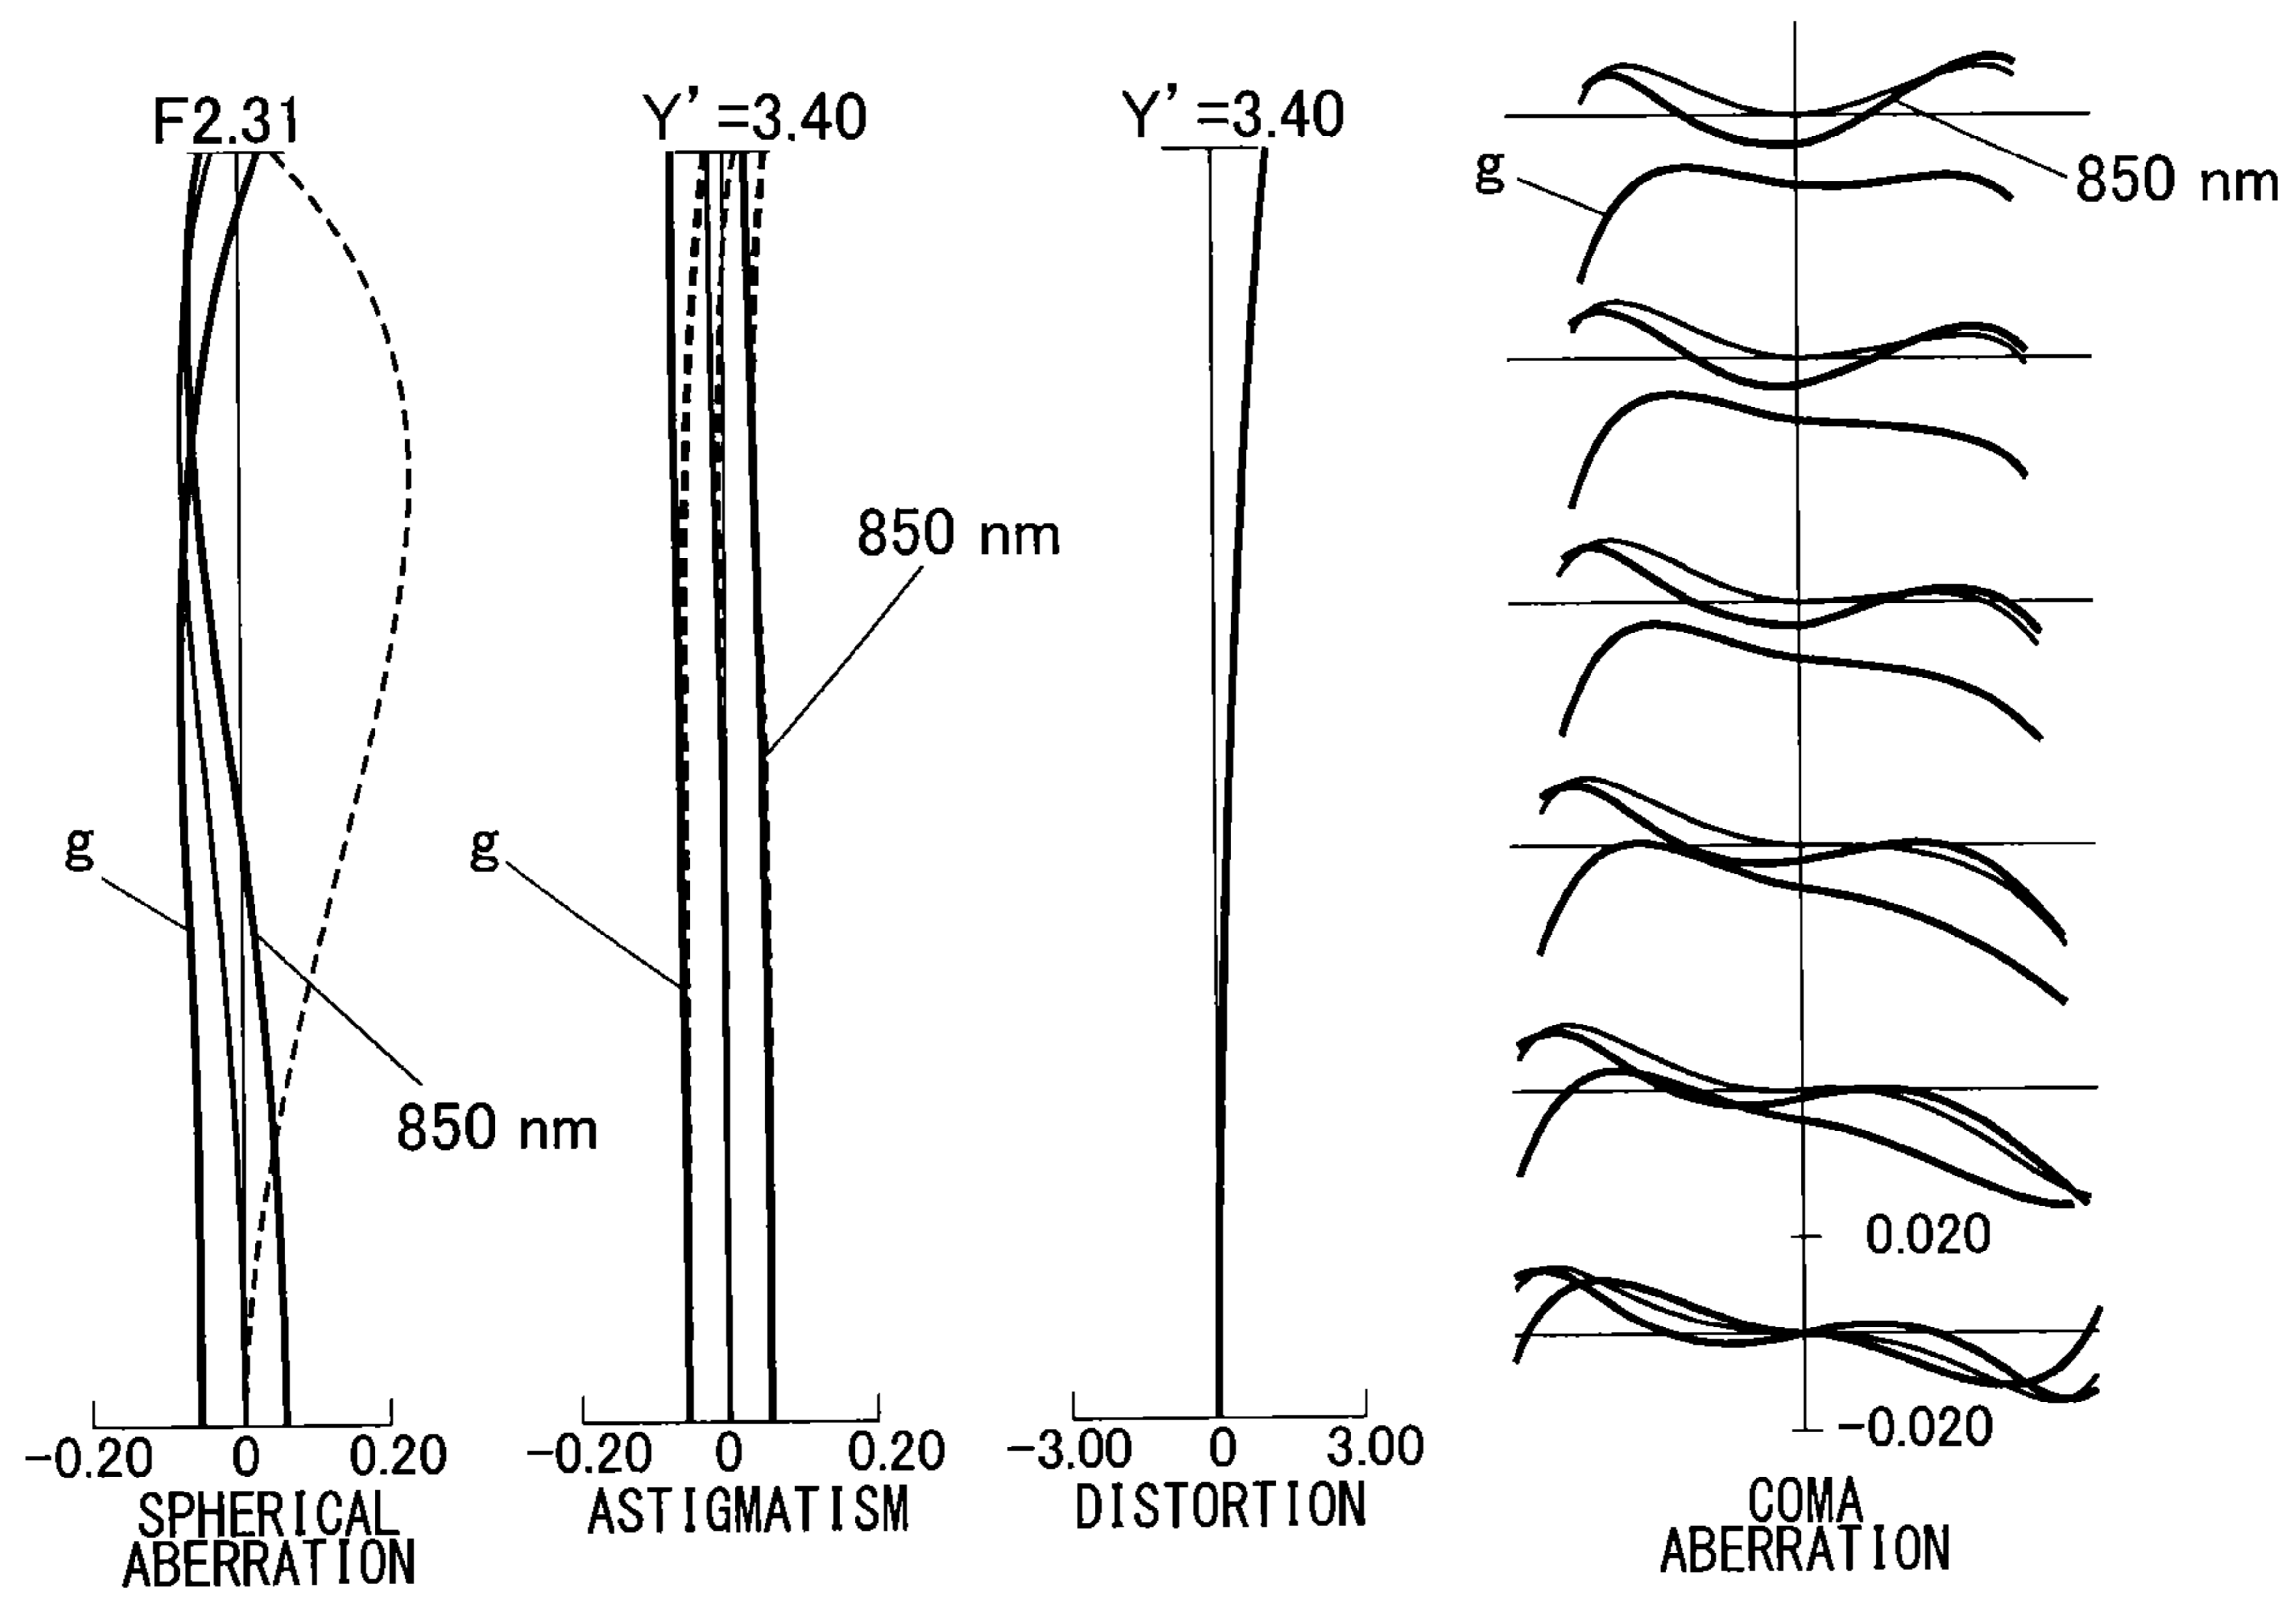 F2.31
g
850 nm
-0.20 0 0.20
SPHERICAL
ABERRATION
Y' =3.40
850 nm
g
-0.20 0 0.20
ASTIGMATISM
Y' =3.40
-3.00 0 3.00
DISTORTION
g
850 nm
0.020
-0.020
COMA
ABERRATION